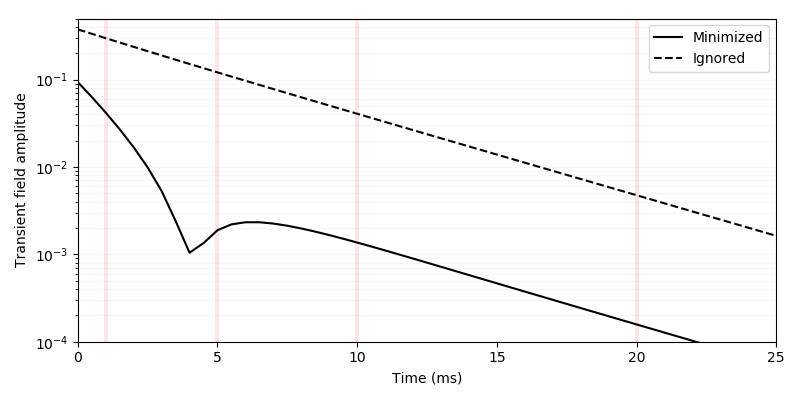 Minimized
Ignored
10⁻¹
10⁻²
10⁻³
10⁻⁴
Transient field amplitude
0 5 10 15 20 25
Time (ms)